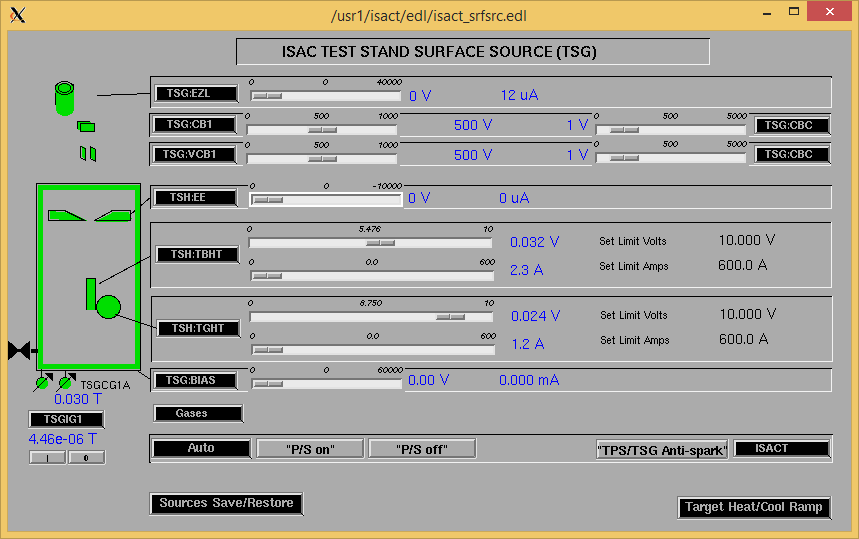 /usr1/isact/edl/isact_srfsrc.edl
ISAC TEST STAND SURFACE SOURCE (TSG)
0 0 40000
TSG:EZL 0 V 12 uA
0 500 1000 0 500 5000
TSG:CB1 500 V 1 V TSG:CBC
0 500 1000 0 500 5000
TSG:VCB1 500 V 1 V TSG:CBC
0 0 -10000
TSH:EE 0 V 0 uA
0 5.476 10
0.032 V Set Limit Volts 10.000 V
TSH:TBHT
0 0.0 600
2.3 A Set Limit Amps 600.0 A
0 8.750 10
0.024 V Set Limit Volts 10.000 V
TSH:TGHT
0 0.0 600
1.2 A Set Limit Amps 600.0 A
0 0 60000
TSG:BIAS 0.00 V 0.000 mA
TSGCG1A
0.030 T
TSGIG1
4.46e-06 T
I 0
Gases
Auto "P/S on" "P/S off" "TPS/TSG Anti-spark" ISACT
Sources Save/Restore Target Heat/Cool Ramp